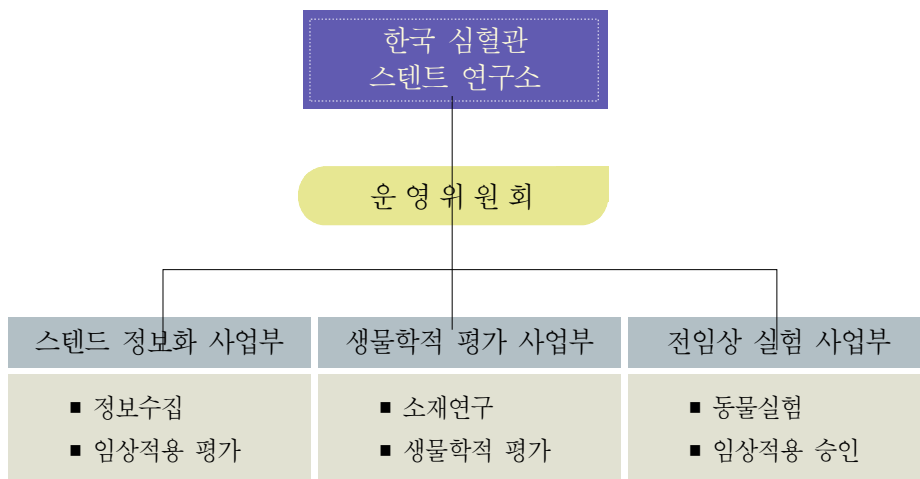 한국 심혈관
스텐트 연구소
운 영 위 원 회
스텐드 정보화 사업부
생물학적 평가 사업부
전임상 실험 사업부
■ 정보수집
■ 임상적용 평가
■ 소재연구
■ 생물학적 평가
■ 동물실험
■ 임상적용 승인